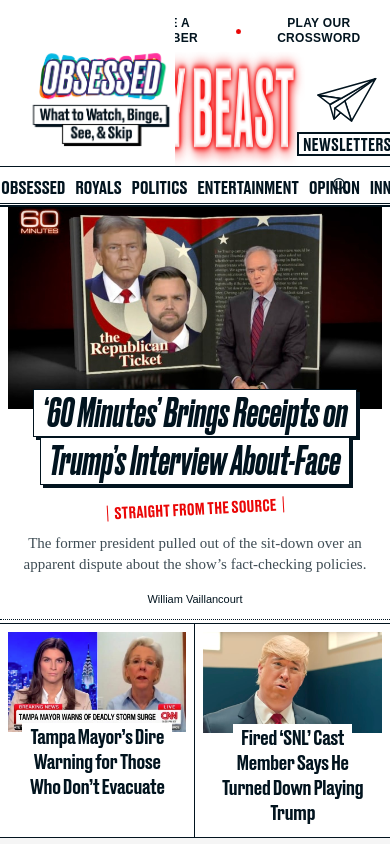 E A
BER
PLAY OUR
CROSSWORD
OBSESSED
What to Watch, Binge,
See, & Skip
Y BEAST
NEWSLETTERS
OBSESSED ROYALS POLITICS ENTERTAINMENT OPINION INN
60
MINUTES
the
Republican
Ticket
‘60 Minutes’ Brings Receipts on
Trump’s Interview About-Face
STRAIGHT FROM THE SOURCE
The former president pulled out of the sit-down over an
apparent dispute about the show’s fact-checking policies.
William Vaillancourt
BREAKING NEWS
LIVE
TAMPA MAYOR WARNS OF DEADLY STORM SURGE
CNN
Tampa Mayor’s Dire
Warning for Those
Who Don’t Evacuate
Fired ‘SNL’ Cast
Member Says He
Turned Down Playing
Trump